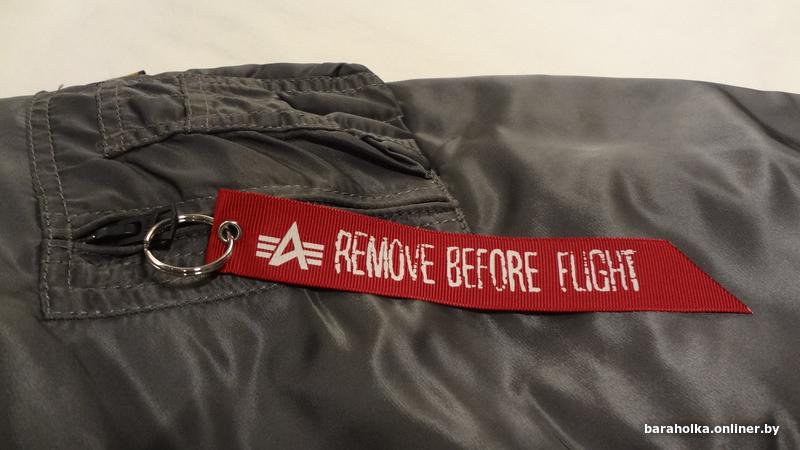 REMOVE BEFORE FLIGHT
baraholka.onliner.by